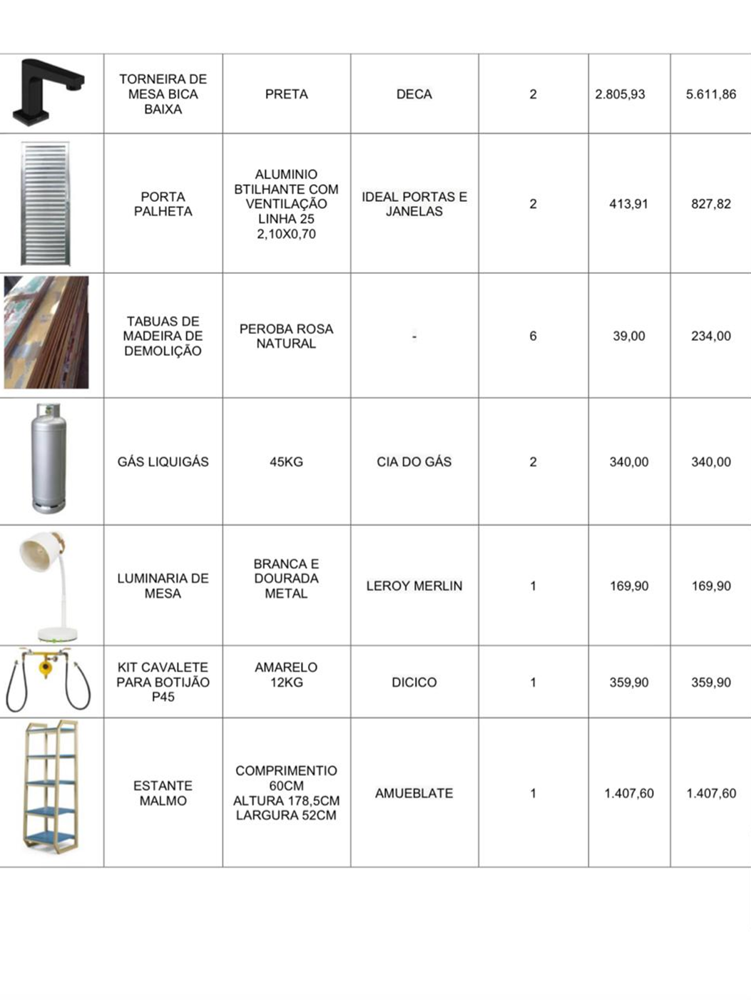 TORNEIRA DE
MESA BICA
BAIXA
PRETA
DECA
2
2.805,93
5.611,86
PORTA
PALHETA
ALUMINIO
BTILHANTE COM
VENTILAÇÃO
LINHA 25
2,10X0,70
IDEAL PORTAS E
JANELAS
2
413,91
827,82
TABUAS DE
MADEIRA DE
DEMOLIÇÃO
PEROBA ROSA
NATURAL
-
6
39,00
234,00
GÁS LIQUIGÁS
45KG
CIA DO GÁS
2
340,00
340,00
LUMINARIA DE
MESA
BRANCA E
DOURADA
METAL
LEROY MERLIN
1
169,90
169,90
KIT CAVALETE
PARA BOTIJÃO
P45
AMARELO
12KG
DICICO
1
359,90
359,90
ESTANTE
MALMO
COMPRIMENTIO
60CM
ALTURA 178,5CM
LARGURA 52CM
AMUEBLATE
1
1.407,60
1.407,60